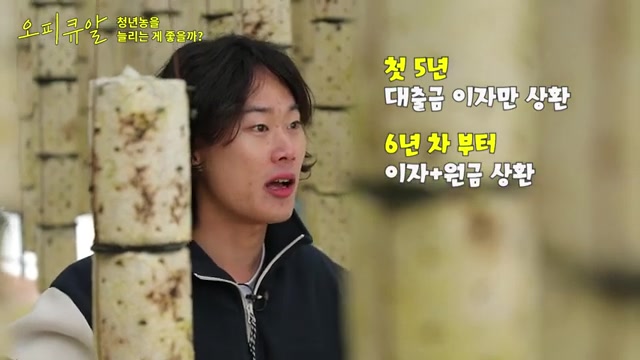 오피큐알
청년농을
늘리는 게 좋을까?
첫 5년
대출금 이자만 상환
6년 차 부터
이자+원금 상환